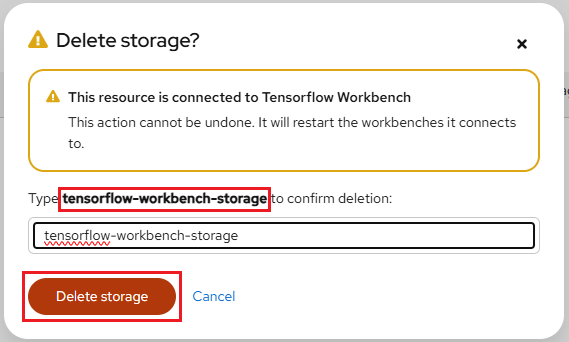 Delete storage?
This resource is connected to Tensorflow Workbench
This action cannot be undone. It will restart the workbenches it connects
to.
Type tensorflow-workbench-storage to confirm deletion:
tensorflow-workbench-storage
Delete storage Cancel